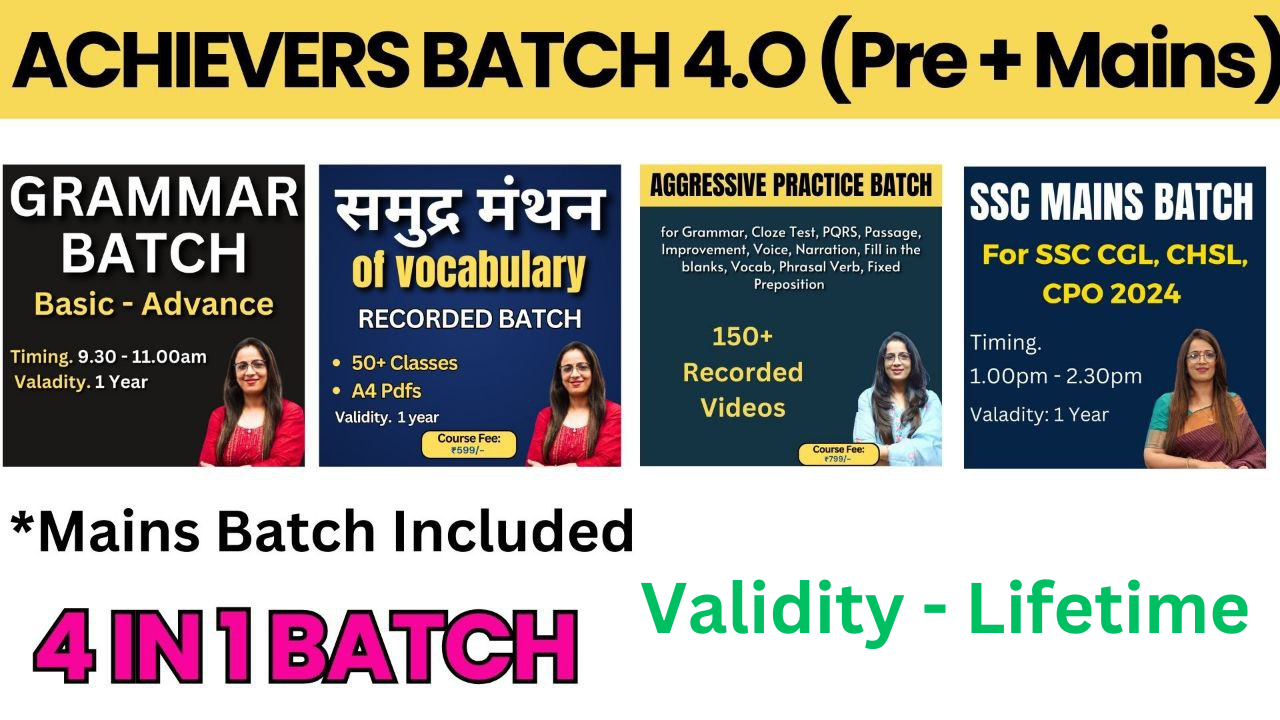 ACHIEVERS BATCH 4.O (Pre + Mains)
GRAMMAR
BATCH
Basic - Advance
Timing. 9.30 - 11.00am
Valadity. 1 Year
समुद्र मंथन
of vocabulary
RECORDED BATCH
• 50+ Classes
• A4 Pdfs
Validity. 1 year
Course Fee:
₹599/-
AGGRESSIVE PRACTICE BATCH
for Grammar, Cloze Test, PQRS, Passage,
Improvement, Voice, Narration, Fill in the
blanks, Vocab, Phrasal Verb, Fixed
Preposition
150+
Recorded
Videos
Course Fee:
₹799/-
SSC MAINS BATCH
For SSC CGL, CHSL,
CPO 2024
Timing.
1.00pm - 2.30pm
Valadity: 1 Year
*Mains Batch Included
4 IN 1 BATCH
Validity - Lifetime